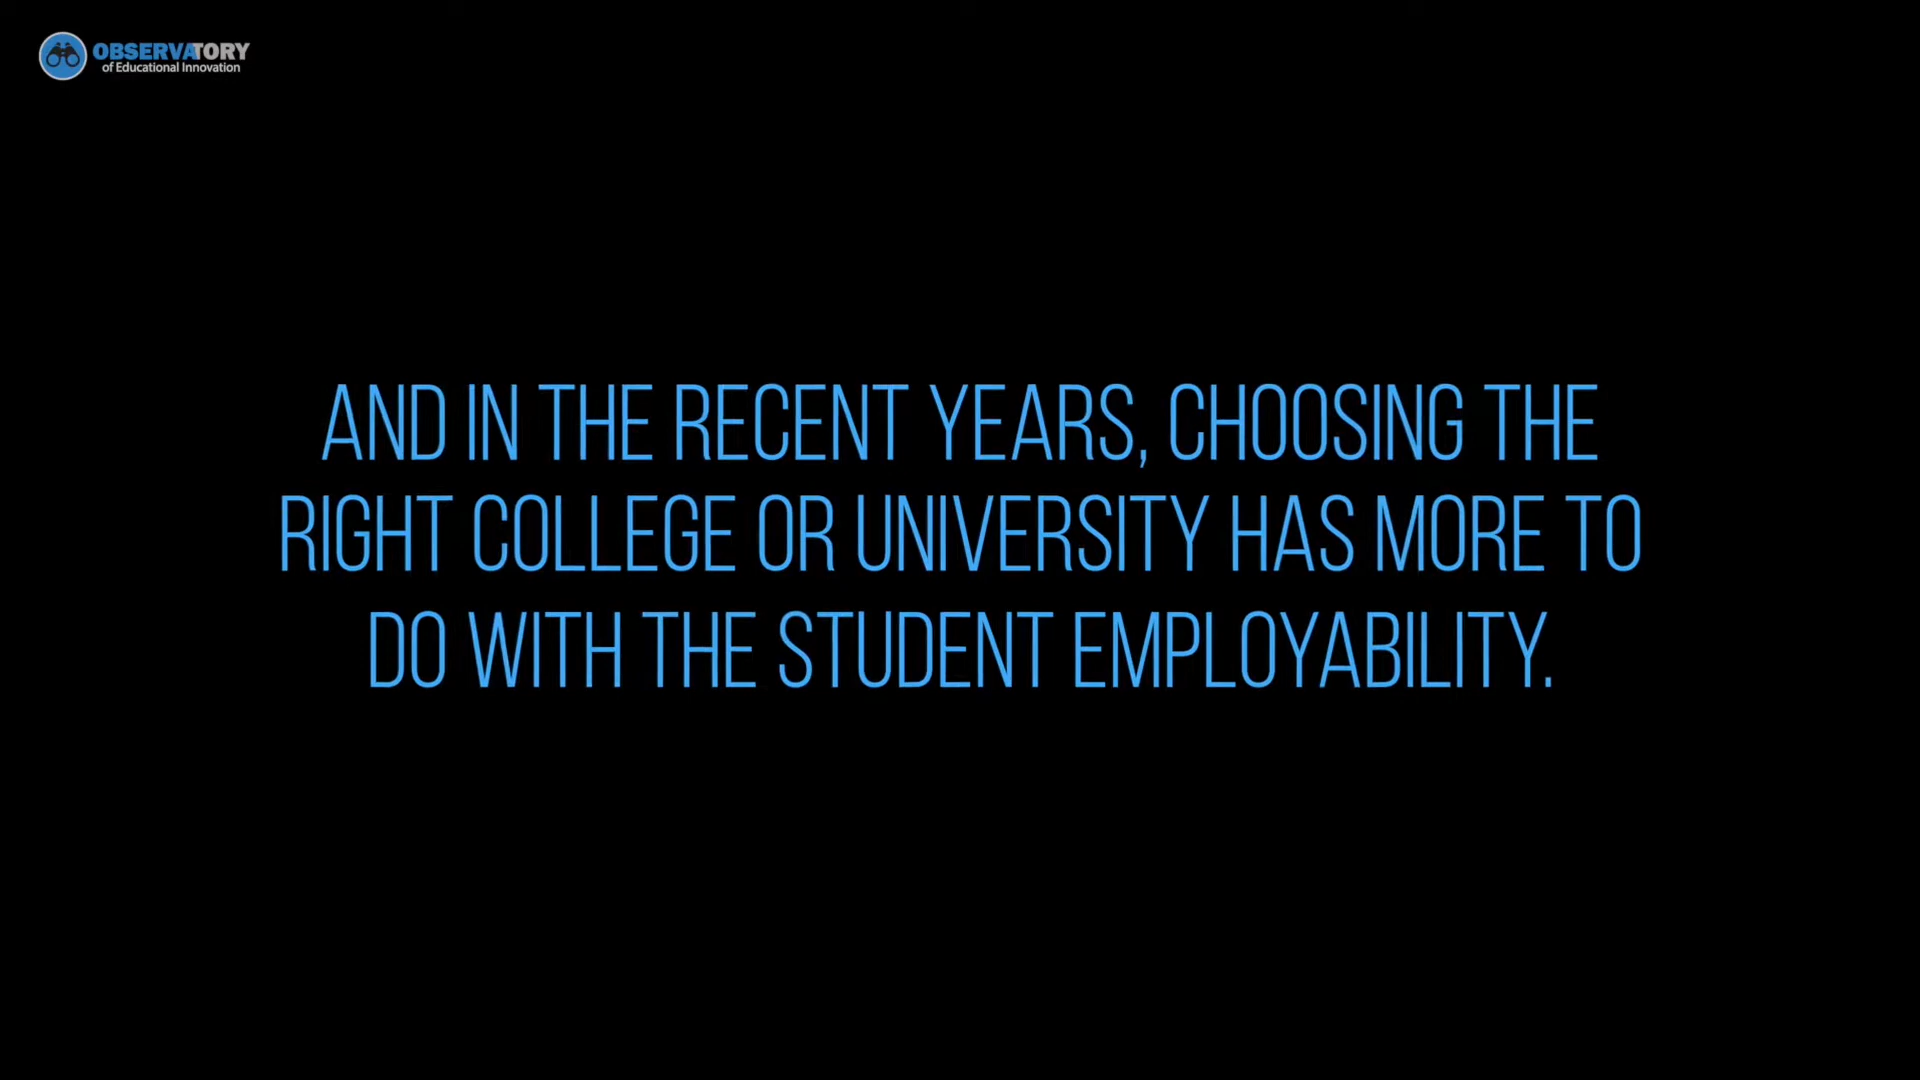 OBSERVATORY
of Educational Innovation
AND IN THE RECENT YEARS, CHOOSING THE
RIGHT COLLEGE OR UNIVERSITY HAS MORE TO
DO WITH THE STUDENT EMPLOYABILITY.